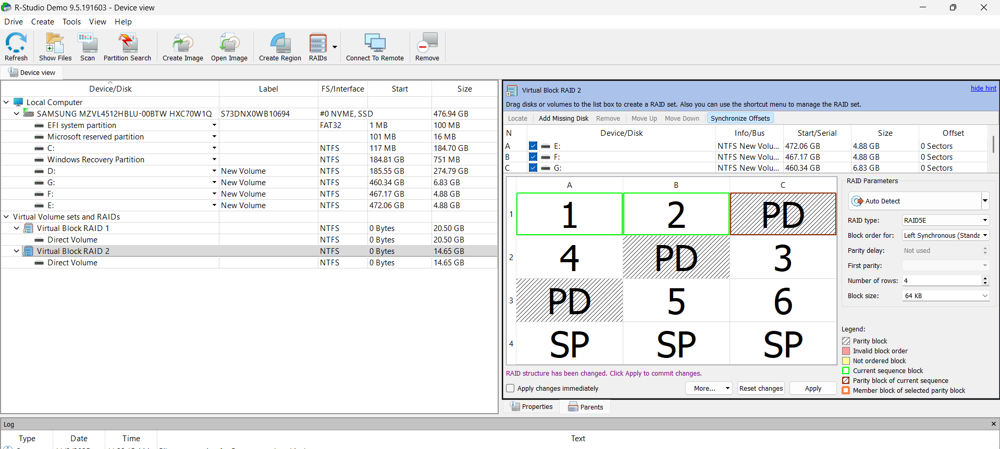 R-Studio Demo 9.5.191603 - Device view
Drive Create Tools View Help
Refresh Show Files Scan Partition Search Create Image Open Image Create Region RAIDs Connect To Remote Remove
Device view
Device/Disk Label FS/Interface Start Size
Local Computer
SAMSUNG MZVL4512HBLU-00BTW HXC70W1Q S73DNX0WB10694 #0 NVME, SSD 476.94 GB
EFI system partition FAT32 1 MB 100 MB
Microsoft reserved partition 101 MB 16 MB
C: NTFS 117 MB 184.70 GB
Windows Recovery Partition NTFS 184.81 GB 751 MB
D: New Volume NTFS 185.55 GB 274.79 GB
G: New Volume NTFS 460.34 GB 6.83 GB
F: New Volume NTFS 467.17 GB 4.88 GB
E: New Volume NTFS 472.06 GB 4.88 GB
Virtual Volume sets and RAIDs
Virtual Block RAID 1 NTFS 0 Bytes 20.50 GB
Direct Volume NTFS 0 Bytes 20.50 GB
Virtual Block RAID 2 NTFS 0 Bytes 14.65 GB
Direct Volume NTFS 0 Bytes 14.65 GB
Virtual Block RAID 2 hide hint
Drag disks or volumes to the list box to create a RAID set. Also you can use the shortcut menu to manage the RAID set.
Locate Add Missing Disk Remove Move Up Move Down Synchronize Offsets
N Device/Disk Info/Bus Start/Serial Size Offset
A E: NTFS New Volu... 472.06 GB 4.88 GB 0 Sectors
B F: NTFS New Volu... 467.17 GB 4.88 GB 0 Sectors
C G: NTFS New Volu... 460.34 GB 6.83 GB 0 Sectors
A B C
1 1 2 PD
2 4 PD 3
3 PD 5 6
4 SP SP SP
RAID Parameters
Auto Detect
RAID type: RAID5E
Block order for: Left Synchronous (Standa
Parity delay: Not used
First parity:
Number of rows: 4
Block size: 64 KB
Legend:
Parity block
Invalid block order
Not ordered block
Current sequence block
Parity block of current sequence
Member block of selected parity block
RAID structure has been changed. Click Apply to commit changes.
Apply changes immediately More... Reset changes Apply
Properties Parents
Log
Type Date Time Text